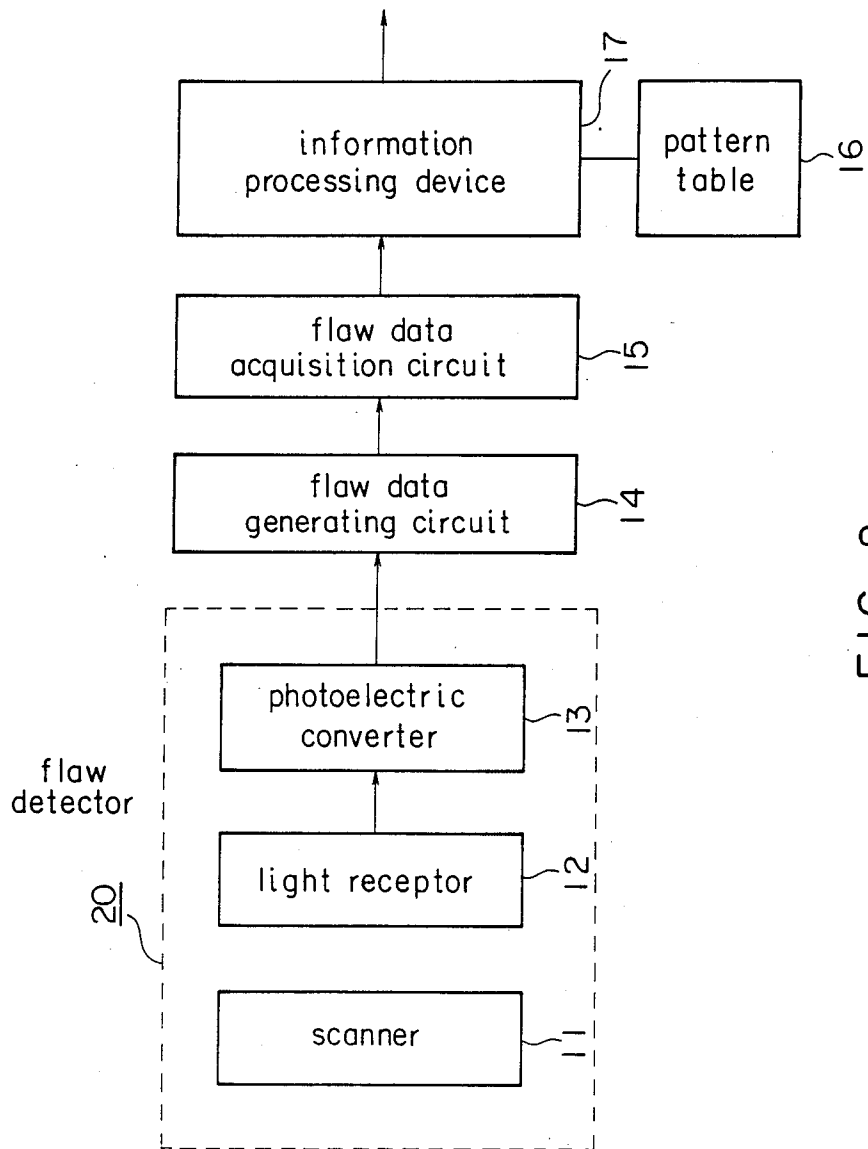 information
processing device
17
pattern
table
16
flaw data
acquisition circuit
15
flaw data
generating circuit
14
flaw
detector
20
photoelectric
converter
13
light receptor
12
scanner
11
FIG.